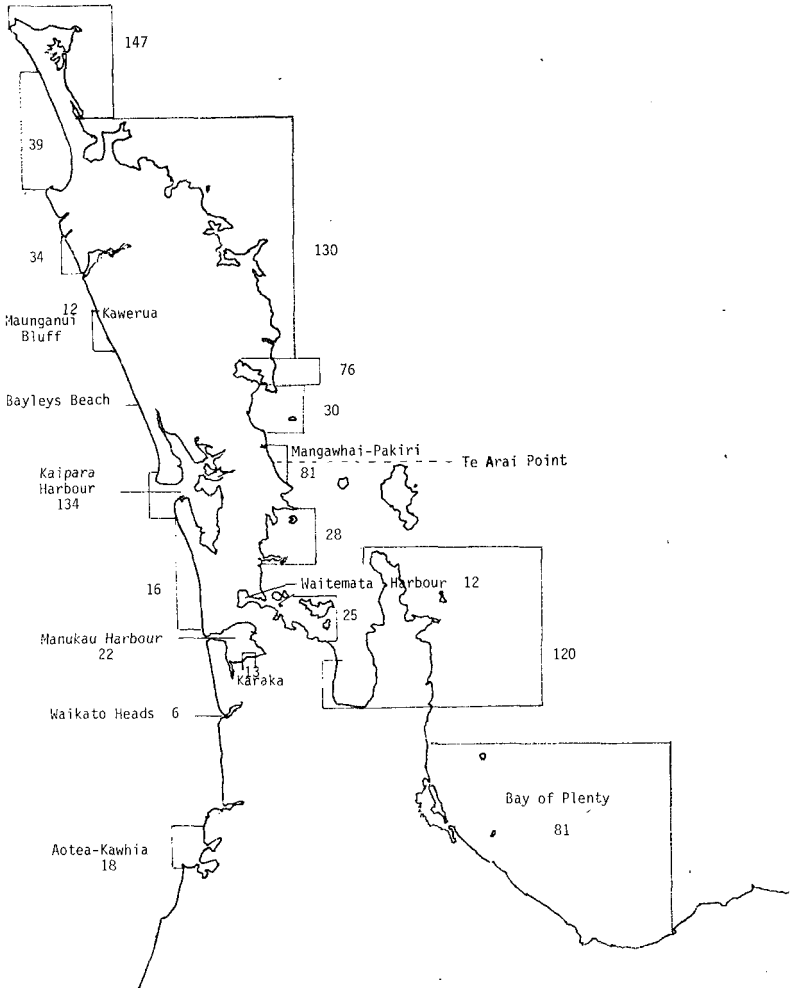 147
39
130
34
12
Kawerua
Maunganui
Bluff
76
Bayleys Beach
30
Mangawhai-Pakiri
Te Arai Point
81
Kaipara
Harbour
134
28
16
Waitemata Harbour 12
25
Manukau Harbour
22
120
13
Karaka
Waikato Heads 6
Bay of Plenty
81
Aotea-Kawhia
18